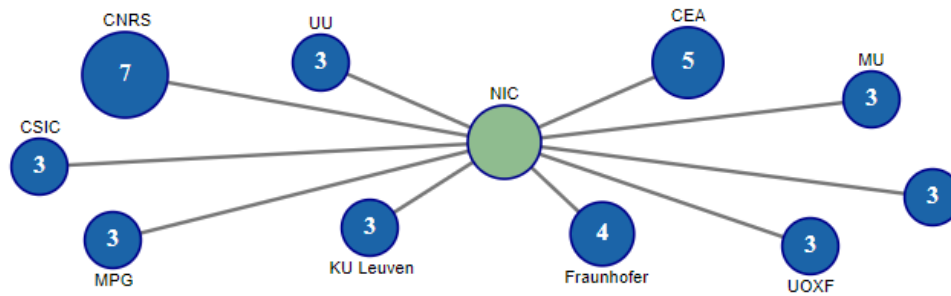 CNRS
7
UU
3
CEA
5
MU
3
NIC
CSIC
3
3
3
MPG
3
KU Leuven
4
Fraunhofer
3
UOXF